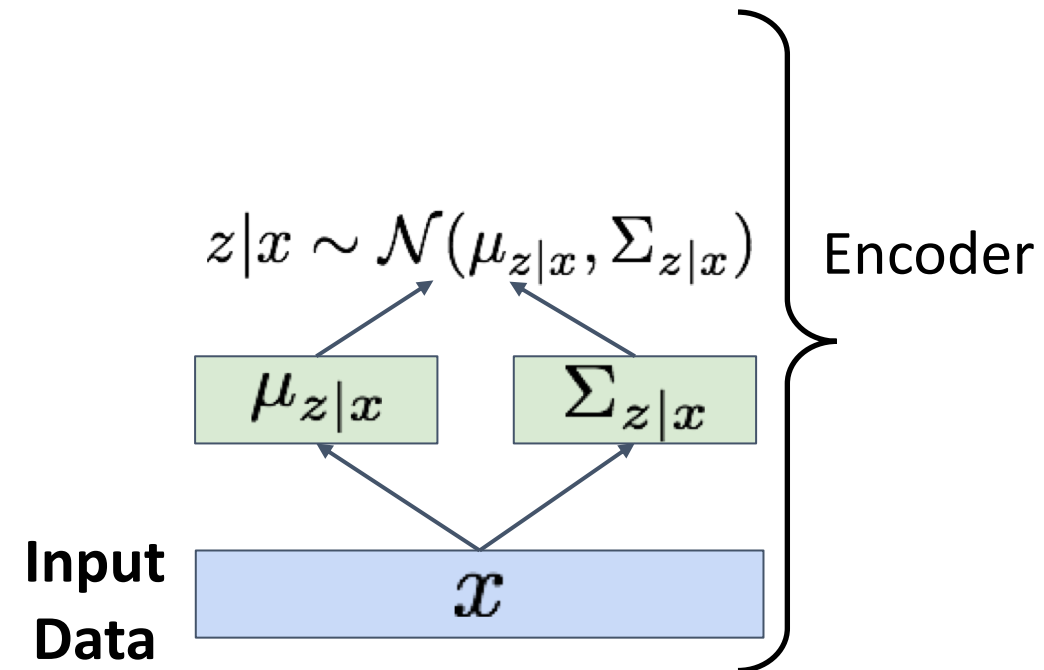 z|x ∼ 𝒩(μ_{z|x}, Σ_{z|x})
Encoder
μ_{z|x}
Σ_{z|x}
Input
Data
x